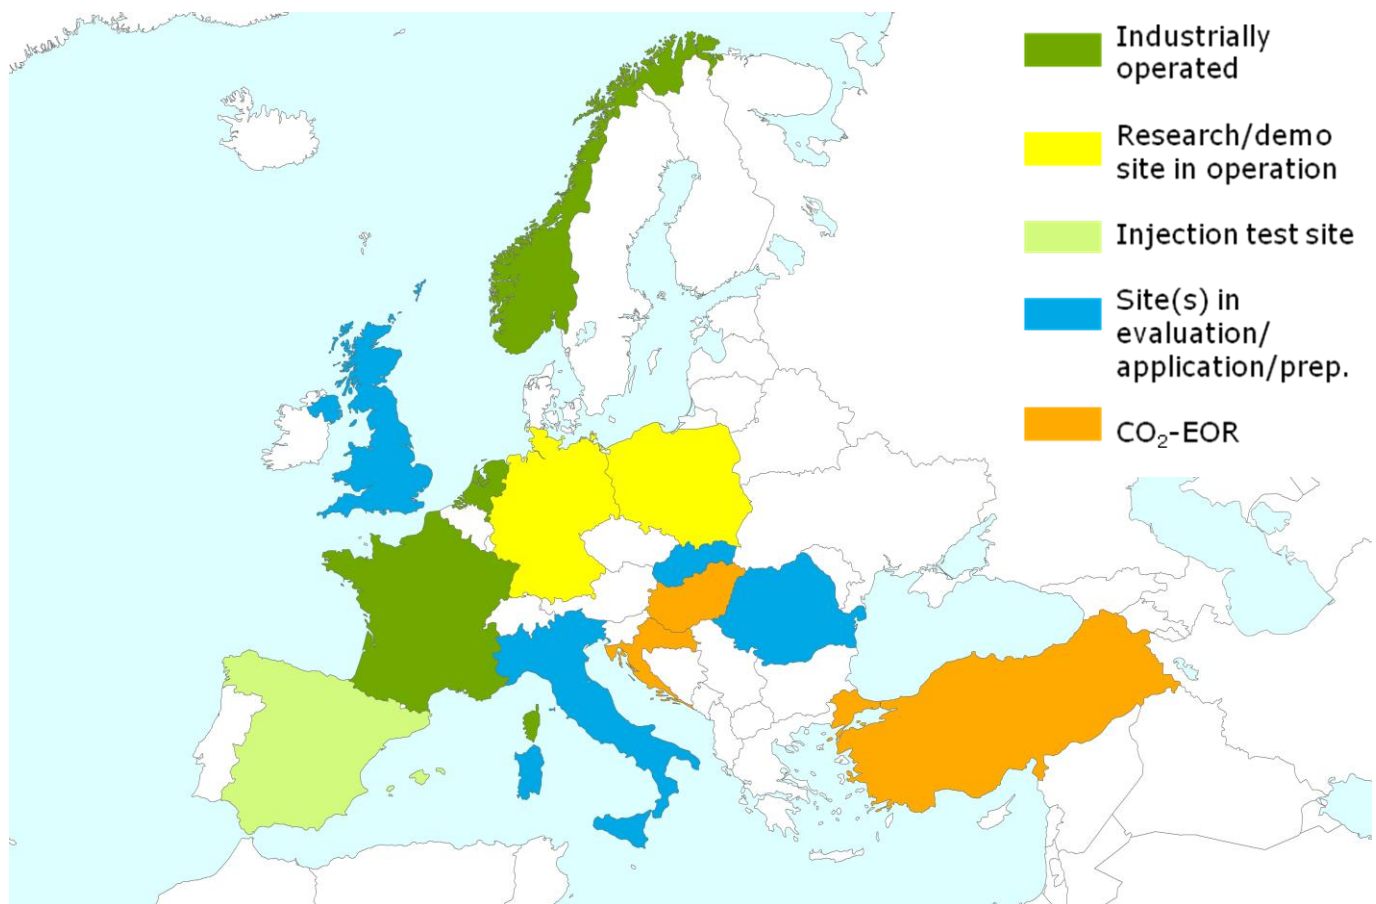 Industrially
operated
Research/demo
site in operation
Injection test site
Site(s) in
evaluation/
application/prep.
CO₂-EOR